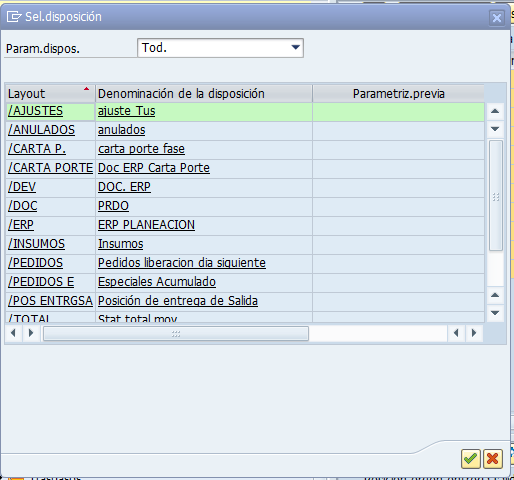 Sel.disposición
Param.dispos. Tod.
Layout Denominación de la disposición Parametriz.previa
/AJUSTES ajuste Tus
/ANULADOS anulados
/CARTA P. carta porte fase
/CARTA PORTE Doc ERP Carta Porte
/DEV DOC. ERP
/DOC PRDO
/ERP ERP PLANEACION
/INSUMOS Insumos
/PEDIDOS Pedidos liberacion dia siguiente
/PEDIDOS E Especiales Acumulado
/POS ENTRGSA Posición de entrega de Salida
/TOTAL Stat total mov